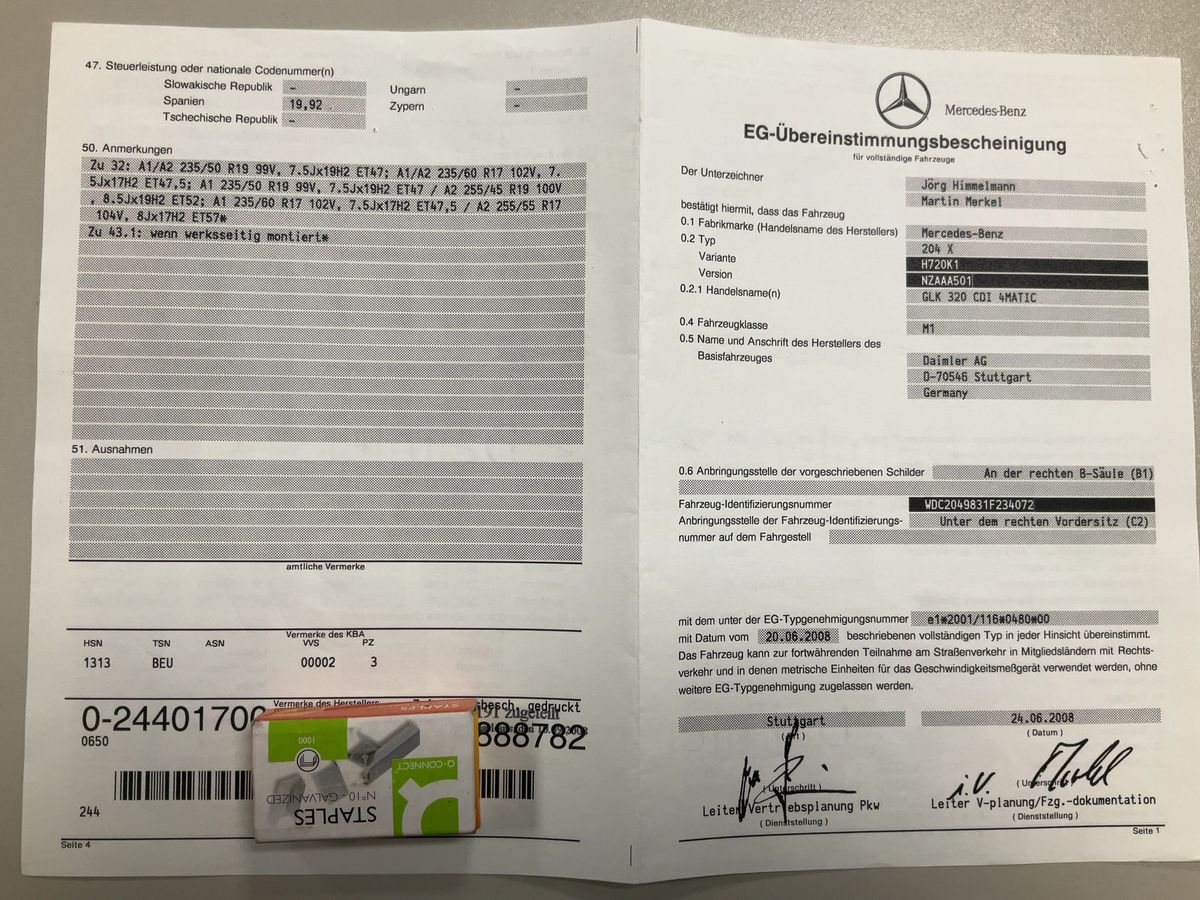 47. Steuerleistung oder nationale Codenummer(n)
Slowakische Republik -
Ungarn -
Spanien 19,92
Zypern -
Tschechische Republik -
50. Anmerkungen
Zu 32: A1/A2 235/50 R19 99V, 7.5Jx19H2 ET47; A1/A2 235/60 R17 102V, 7.
5Jx17H2 ET47,5; A1 235/50 R19 99V, 7.5Jx19H2 ET47 / A2 255/45 R19 100V
, 8.5Jx19H2 ET52; A1 235/60 R17 102V, 7.5Jx17H2 ET47,5 / A2 255/55 R17
104V, 8Jx17H2 ET57*
Zu 43.1: wenn werksseitig montiert*
51. Ausnahmen
amtliche Vermerke
Vermerke des KBA
HSN TSN ASN VVS PZ
1313 BEU 00002 3
Vermerke des Herstellers
besch. gedruckt
191 zugeteilt
0-2440170
888782
0650
244
Seite 4
STAPLES
1000
Q-CONNECT
N°10 - GALVANIZED
STAPLES
Mercedes-Benz
EG-Übereinstimmungsbescheinigung
für vollständige Fahrzeuge
Der Unterzeichner
Jörg Himmelmann
Martin Merkel
bestätigt hiermit, dass das Fahrzeug
0.1 Fabrikmarke (Handelsname des Herstellers) Mercedes-Benz
0.2 Typ 204 X
Variante H720K1
Version NZAAA501
0.2.1 Handelsname(n) GLK 320 CDI 4MATIC
0.4 Fahrzeugklasse M1
0.5 Name und Anschrift des Herstellers des
Basisfahrzeuges
Daimler AG
D-70546 Stuttgart
Germany
0.6 Anbringungsstelle der vorgeschriebenen Schilder An der rechten B-Säule (B1)
Fahrzeug-Identifizierungsnummer WDC2049831F234072
Anbringungsstelle der Fahrzeug-Identifizierungs- Unter dem rechten Vordersitz (C2)
nummer auf dem Fahrgestell
mit dem unter der EG-Typgenehmigungsnummer e1*2001/116*0480*00
mit Datum vom 20.06.2008 beschriebenen vollständigen Typ in jeder Hinsicht übereinstimmt.
Das Fahrzeug kann zur fortwährenden Teilnahme am Straßenverkehr in Mitgliedsländern mit Rechts-
verkehr und in denen metrische Einheiten für das Geschwindigkeitsmeßgerät verwendet werden, ohne
weitere EG-Typgenehmigung zugelassen werden.
Stuttgart 24.06.2008
(Ort) (Datum)
(Unterschrift) (Unterschrift)
i.V.
Leiter Vertriebsplanung Pkw
Leiter V-planung/Fzg.-dokumentation
(Dienststellung) (Dienststellung)
Seite 1